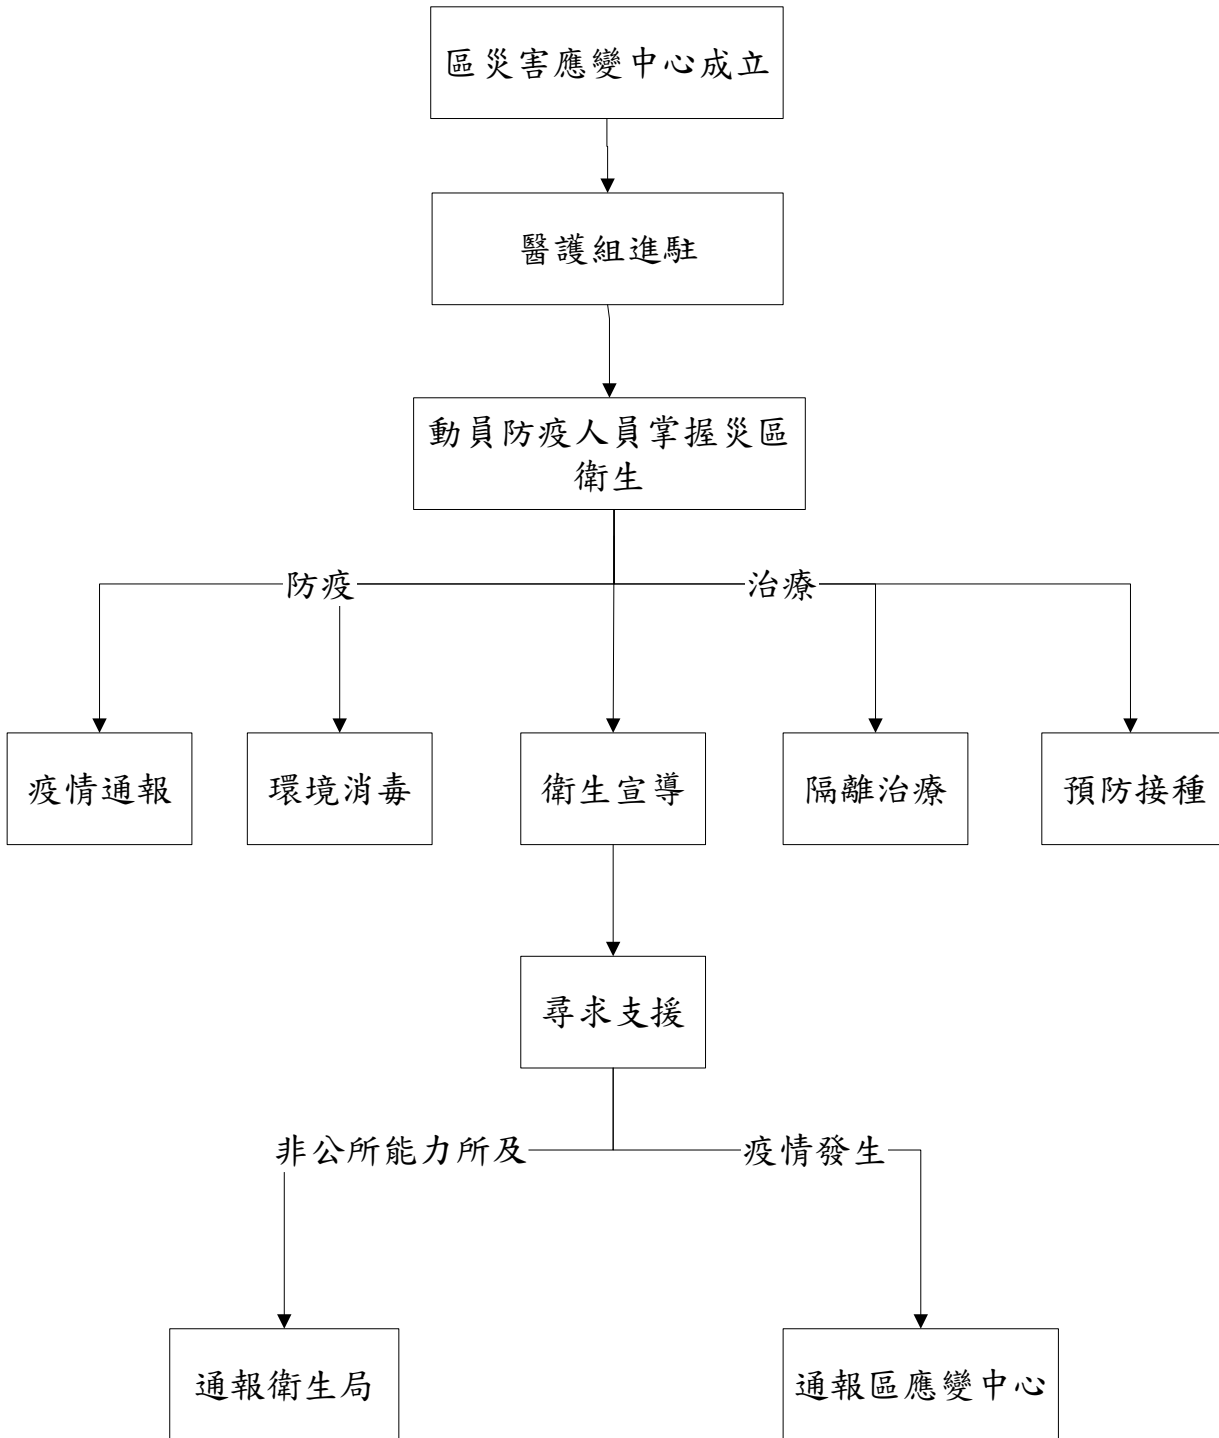 區災害應變中心成立
醫護組進駐
動員防疫人員掌握災區
衛生
防疫
治療
疫情通報
環境消毒
衛生宣導
隔離治療
預防接種
尋求支援
非公所能力所及
疫情發生
通報衛生局
通報區應變中心